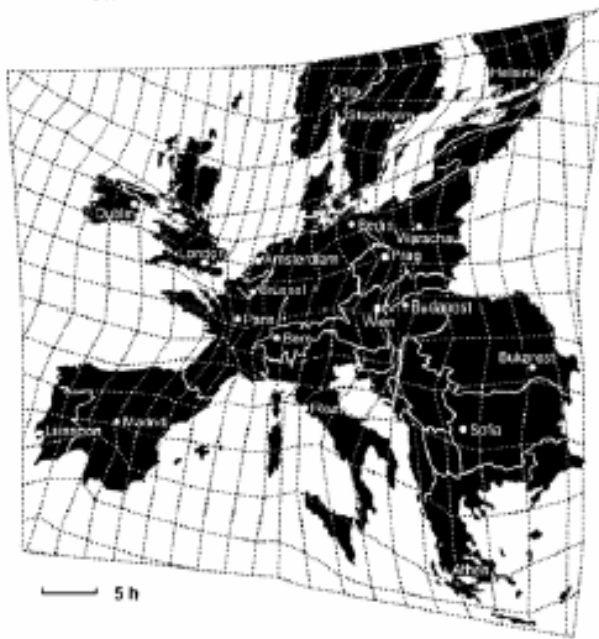 Helsinki
Oslo
Stockholm
Dublin
London
Berlin
Warschau
Amsterdam
Prag
Brüssel
Paris
Wien
Budapest
Bern
Bukarest
Rom
Madrid
Lissabon
Sofia
Athen
5 h